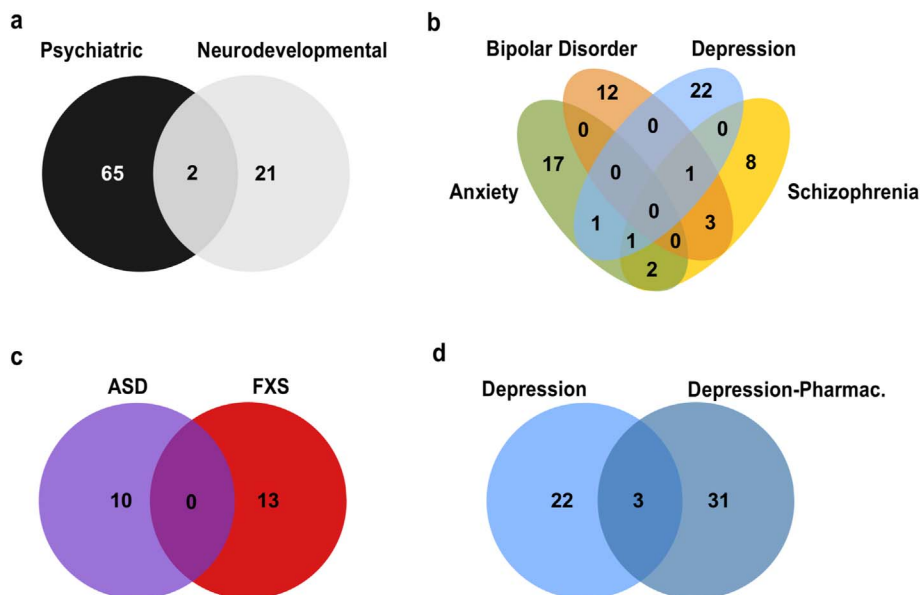 a
Psychiatric Neurodevelopmental
65 2 21
b
Bipolar Disorder Depression
12 22
0 0 0
17 0 1 8
Anxiety Schizophrenia
0
1 3
1 0
2
c
ASD FXS
10 0 13
d
Depression Depression-Pharmac.
22 3 31